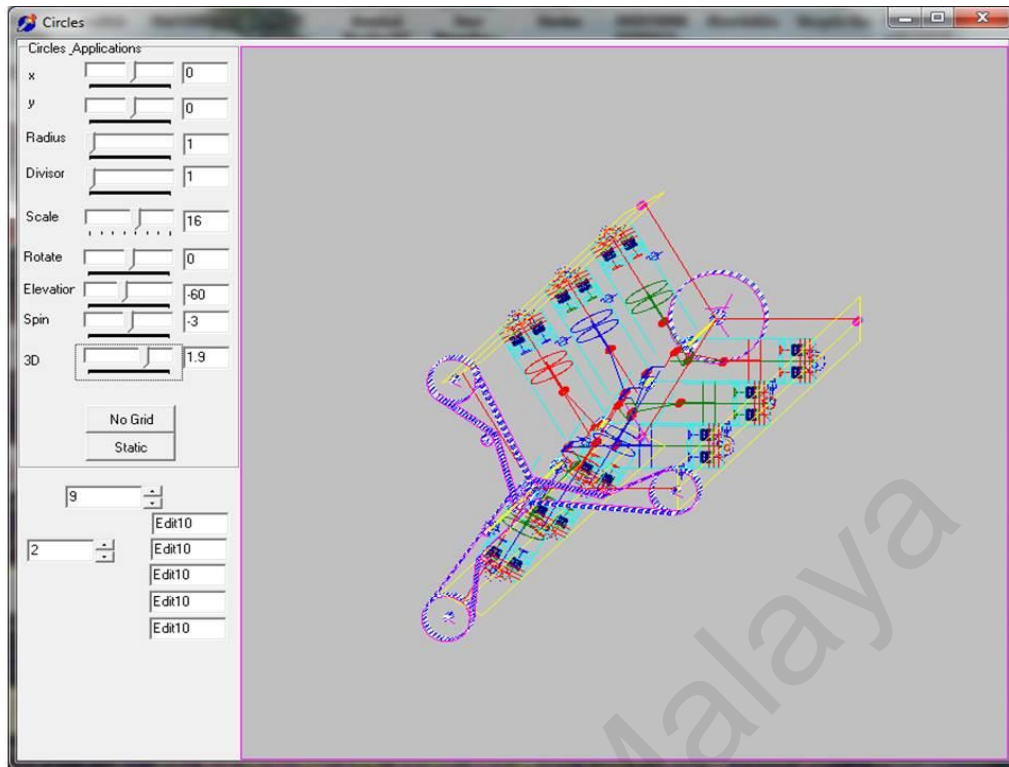 Circles
Circles_Applications
x 0
y 0
Radius 1
Divisor 1
Scale 16
Rotate 0
Elevatior -60
Spin -3
3D 1.9
No Grid
Static
9
Edit10
2 Edit10
Edit10
Edit10
Edit10
Malaya